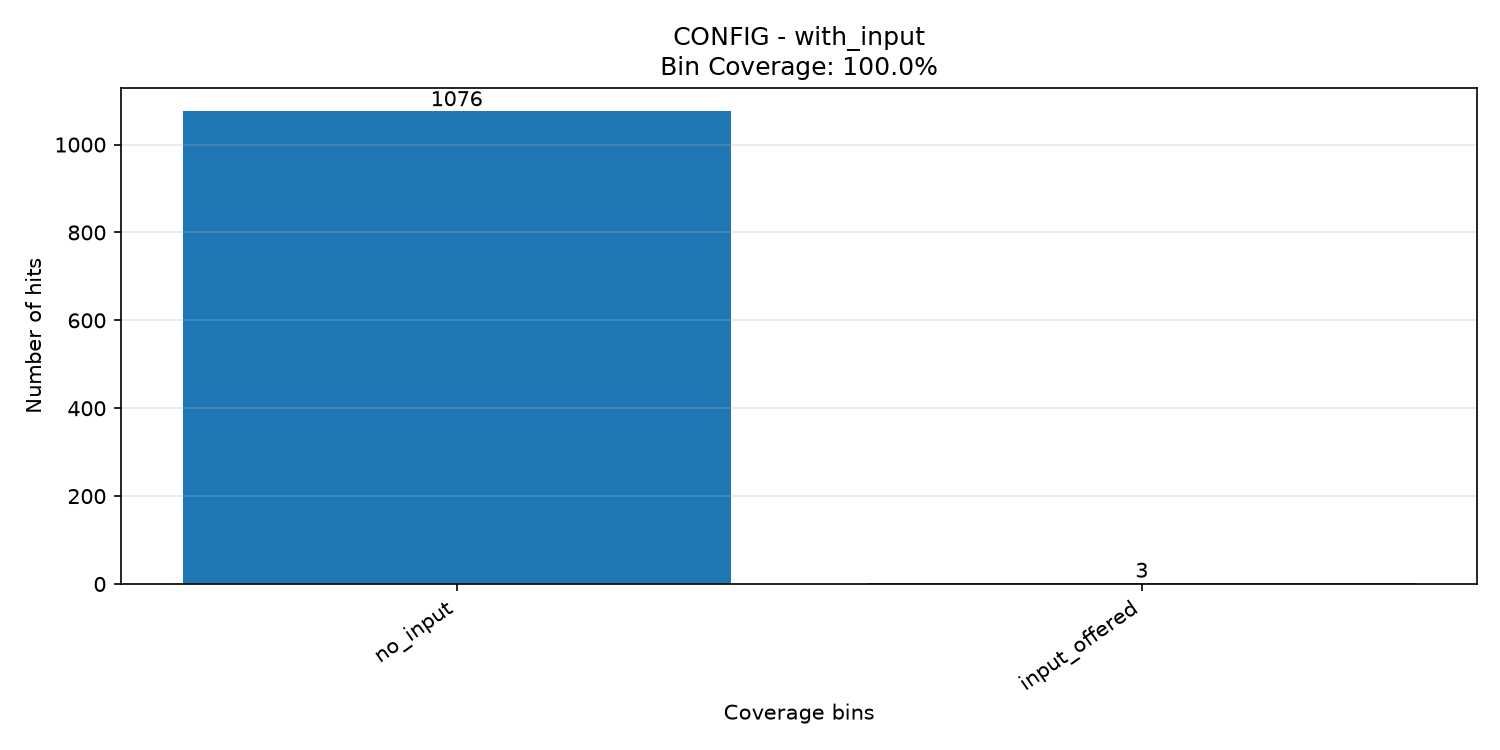 CONFIG - with_input
Bin Coverage: 100.0%
1076
3
Number of hits
1000
800
600
400
200
0
no_input
input_offered
Coverage bins